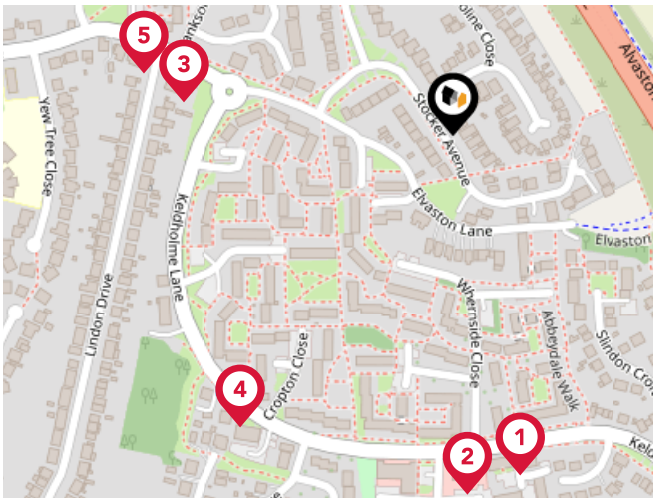 5
3
4
2
1
Yew Tree Close
Lindon Drive
Keldholme Lane
Cropton Close
Stocker Avenue
Elvaston Lane
Elvaston
Whernside Close
Abbeydale Walk